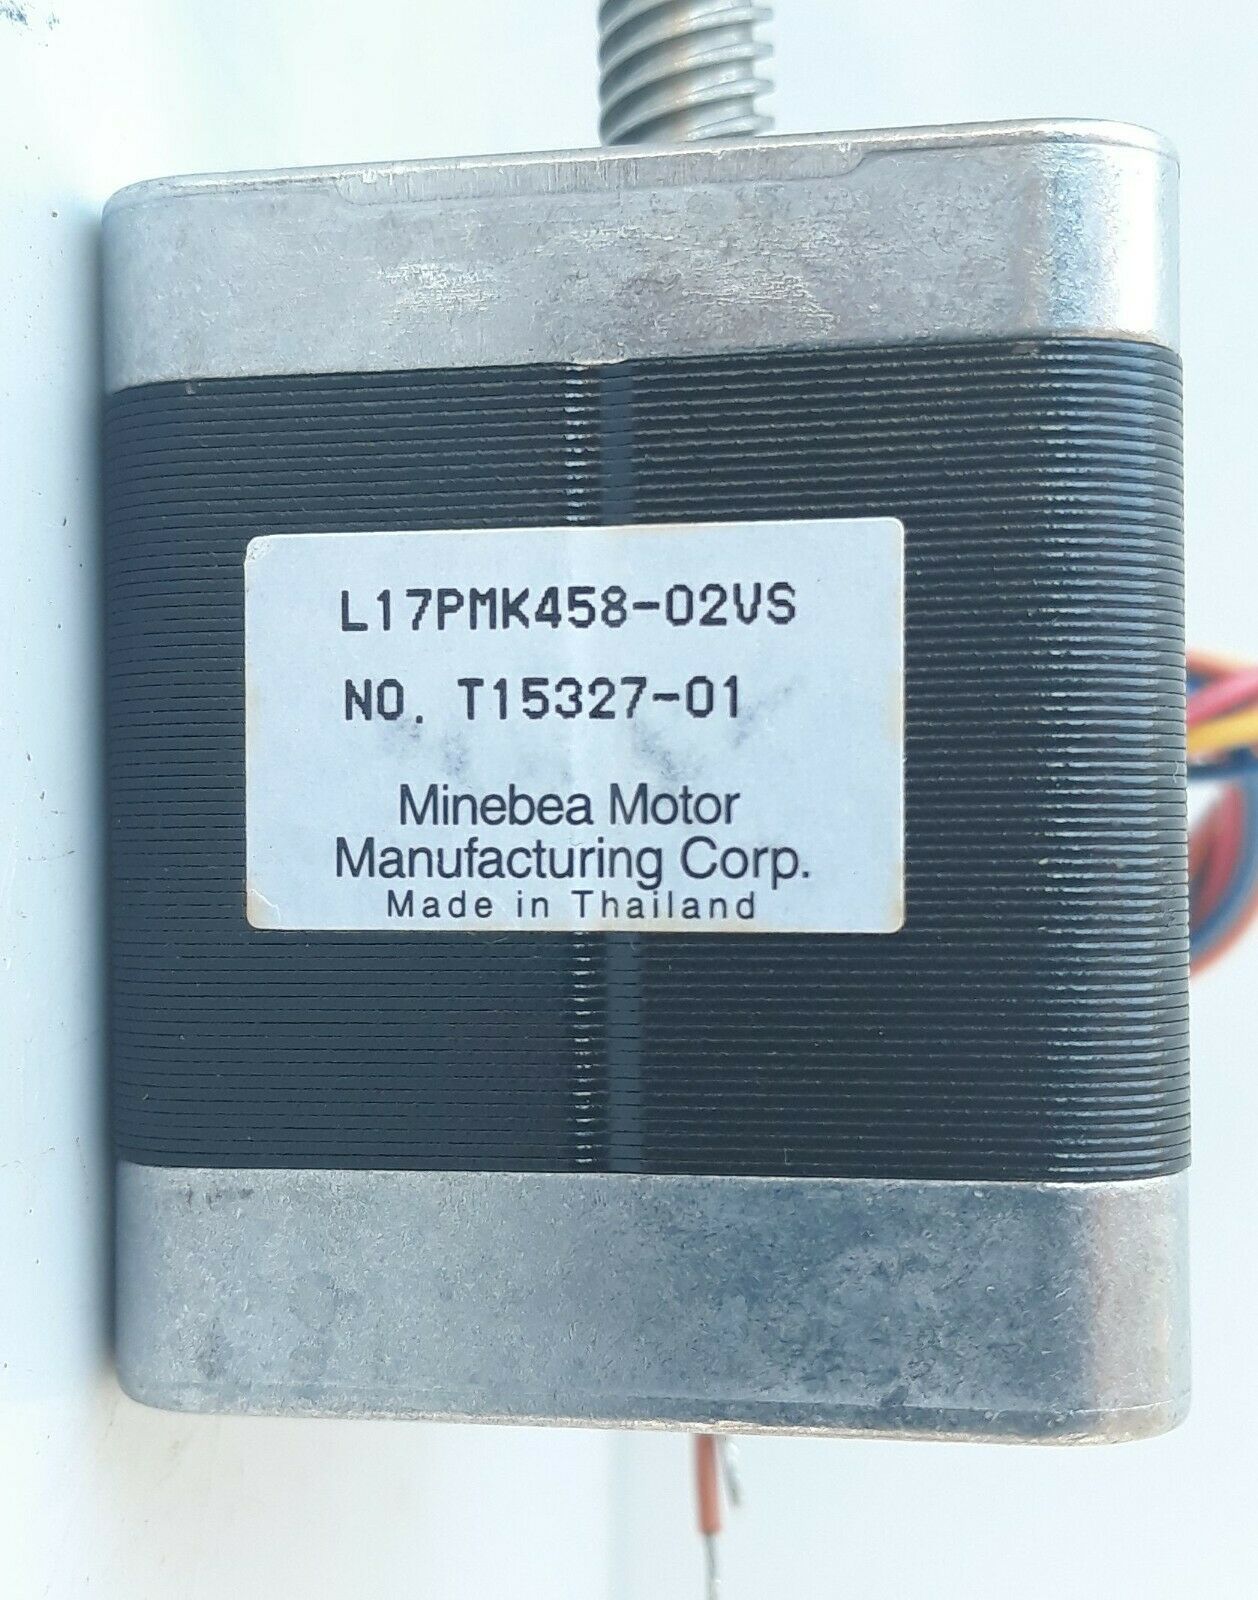 L17PMK458-02VS
NO. T15327-01
Minebea Motor
Manufacturing Corp.
Made in Thailand